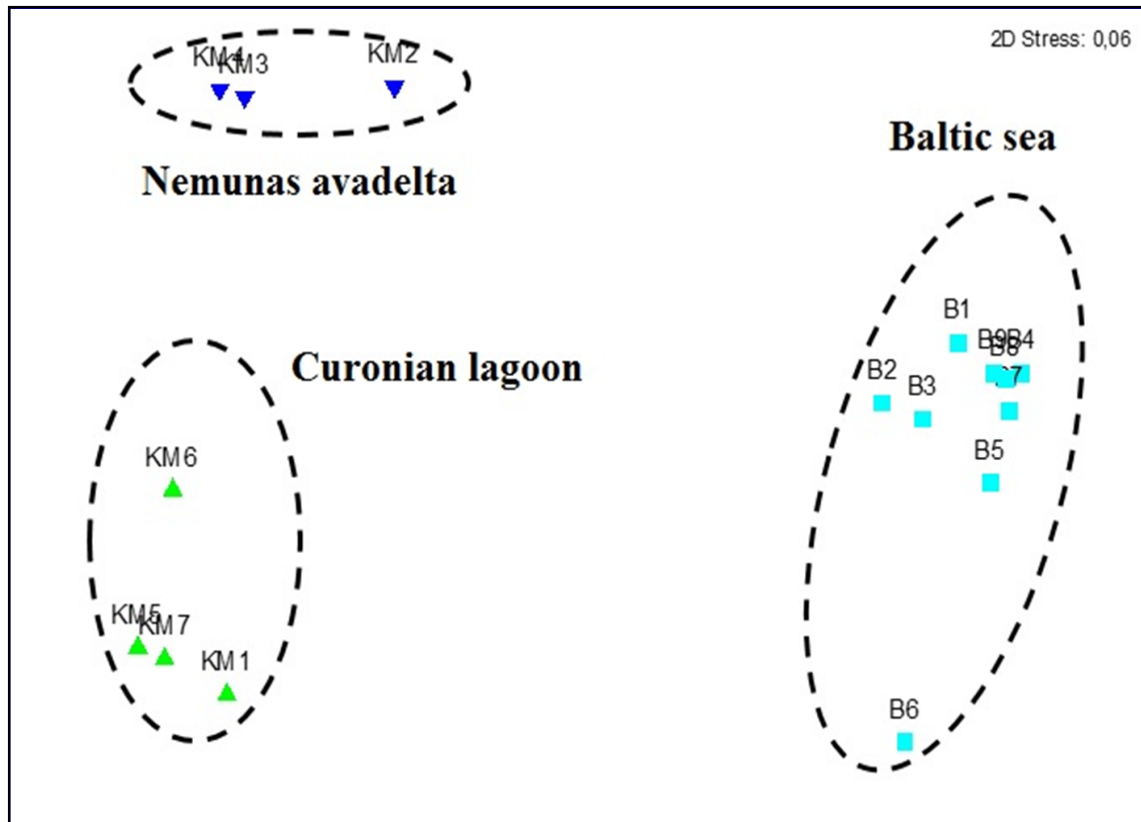 2D Stress: 0,06
KM4
KM3
KM2
Baltic sea
Nemunas avadelta
B1
B9
B4
B8
Curonian lagoon
B2
B3
B5
KM6
KM5
KM7
KM1
B6